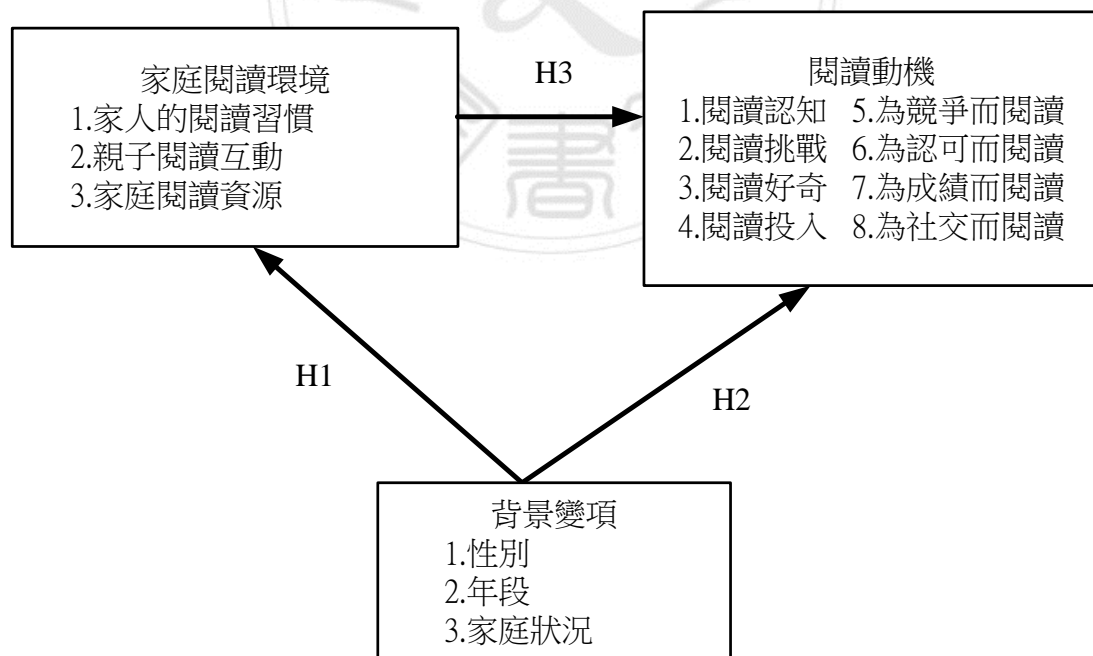 家庭閱讀環境
1.家人的閱讀習慣
2.親子閱讀互動
3.家庭閱讀資源
H3
閱讀動機
1.閱讀認知 5.為競爭而閱讀
2.閱讀挑戰 6.為認可而閱讀
3.閱讀好奇 7.為成績而閱讀
4.閱讀投入 8.為社交而閱讀
H1
H2
背景變項
1.性別
2.年段
3.家庭狀況
書